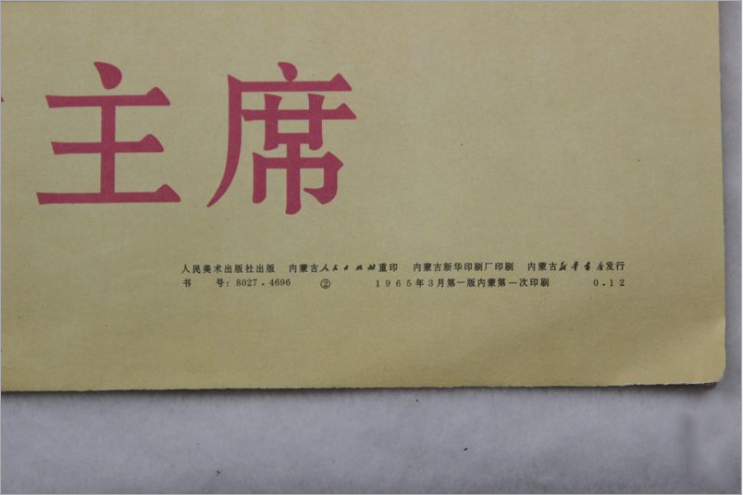 主席
人民美术出版社出版 内蒙古人民出版社重印 内蒙古新华印刷厂印刷 内蒙古新华书店发行
书 号: 8027.4696 ② 1965年3月第一版内蒙第一次印刷 0.12